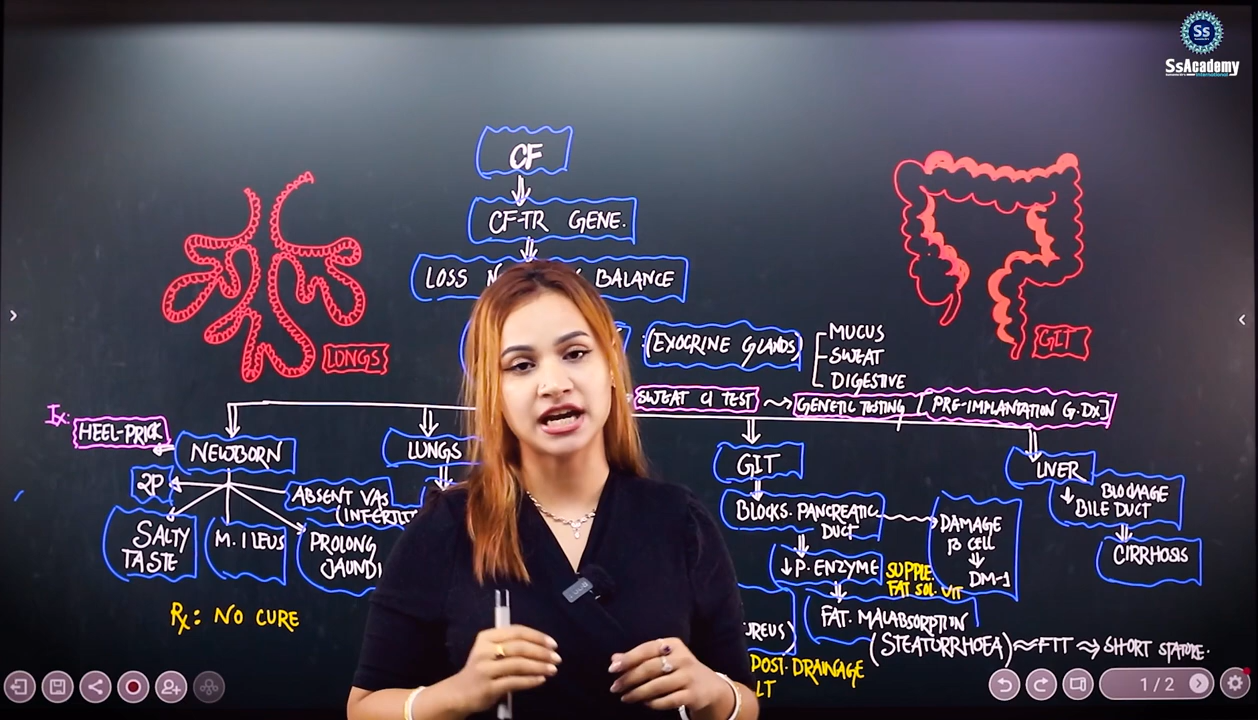 Ss
SsAcademy
International
CF
CF-TR GENE.
LOSS BALANCE
:(EXOCRINE GLANDS)
MUCUS
SWEAT
DIGESTIVE
LUNGS
GIT
Ix:
HEEL-PRICK
SWEAT Cl TEST
GENETIC TESTING [PRE-IMPLANTATION G.DX]
NEWBORN
LUNGS
GIT
LIVER
2P
ABSENT VAS
SALTY
TASTE
M. ILEUS
PROLONG
BLOCKS. PANCREATIC
DUCT
DAMAGE
β CELL
DM-1
↓ BLOCKAGE
BILE DUCT
CIRRHOSIS
↓P. ENZYME
SUPPLE.
FAT SOL. VIT
FAT. MALABSORPTION
(STEATORRHOEA) FTT SHORT STATURE.
Rx: NO CURE
DRAINAGE
1 / 2